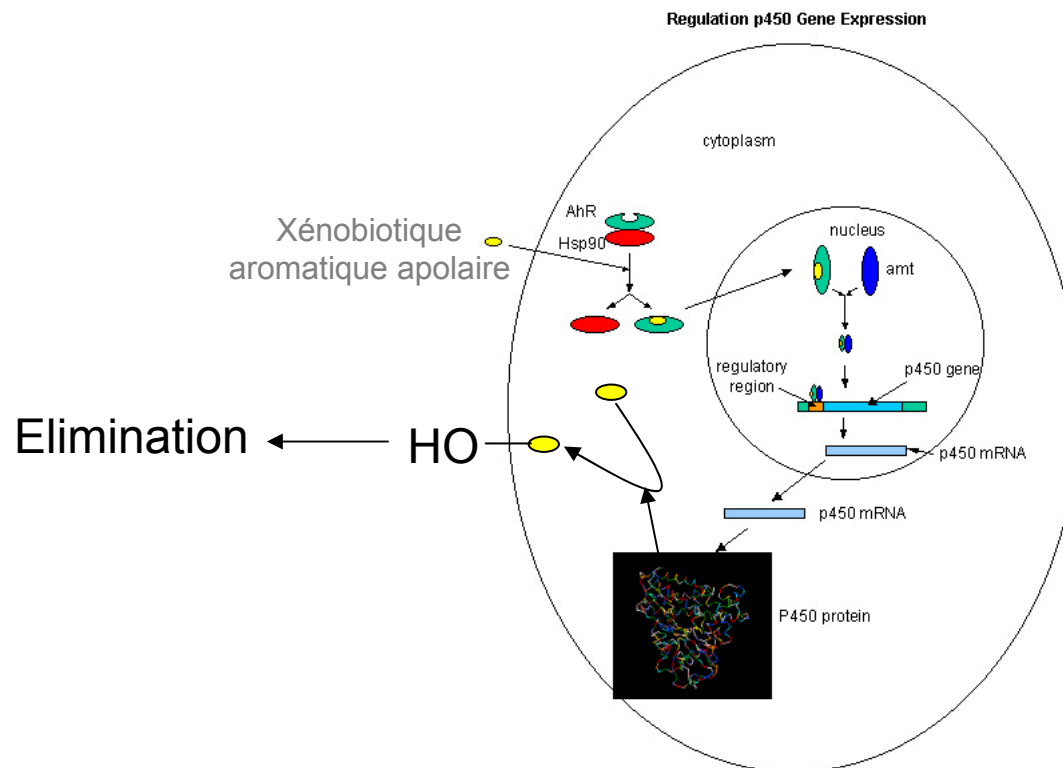 Regulation p450 Gene Expression
cytoplasm
AhR
Hsp90
Xénobiotique
aromatique apolaire
nucleus
amt
regulatory
region
p450 gene
Elimination
HO
p450 mRNA
p450 mRNA
P450 protein